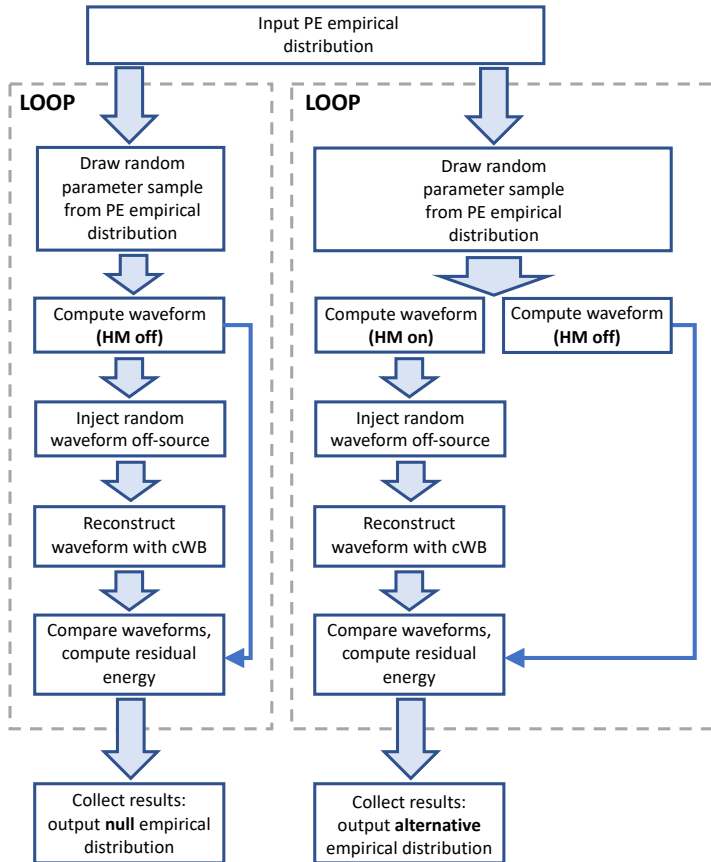 Input PE empirical
distribution
LOOP
Draw random
parameter sample
from PE empirical
distribution
Compute waveform
(HM off)
Inject random
waveform off-source
Reconstruct
waveform with cWB
Compare waveforms,
compute residual
energy
Collect results:
output null empirical
distribution
LOOP
Draw random
parameter sample
from PE empirical
distribution
Compute waveform
(HM on)
Compute waveform
(HM off)
Inject random
waveform off-source
Reconstruct
waveform with cWB
Compare waveforms,
compute residual
energy
Collect results:
output alternative
empirical distribution